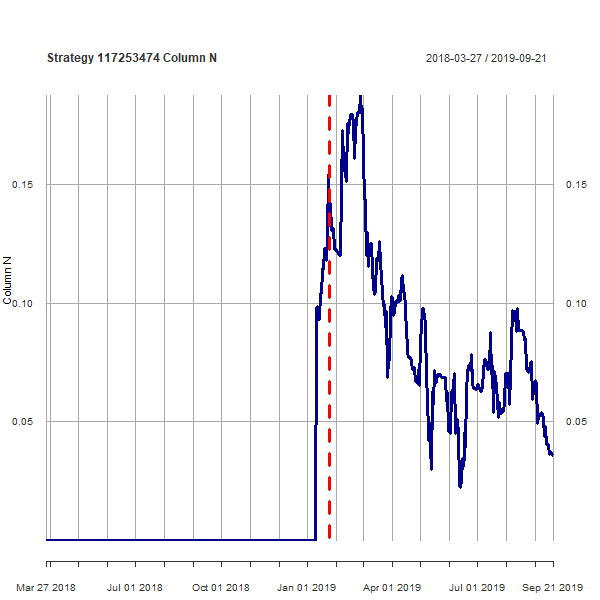 Strategy 117253474 Column N
2018-03-27 / 2019-09-21
0.15
0.15
0.10
0.10
0.05
0.05
Column N
Mar 27 2018
Jul 01 2018
Oct 01 2018
Jan 01 2019
Apr 01 2019
Jul 01 2019
Sep 21 2019